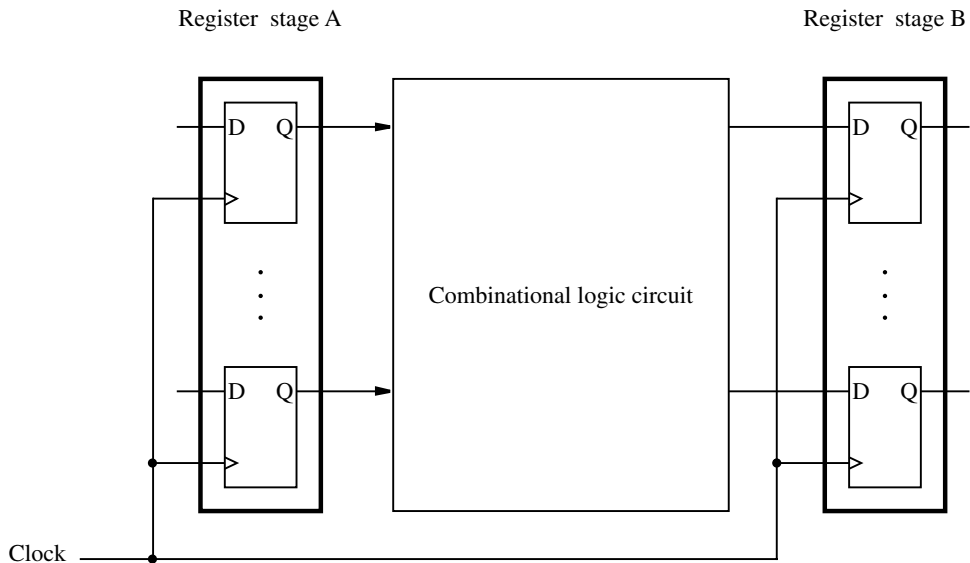 Register stage A
Register stage B
D Q
D Q
Combinational logic circuit
D Q
D Q
Clock